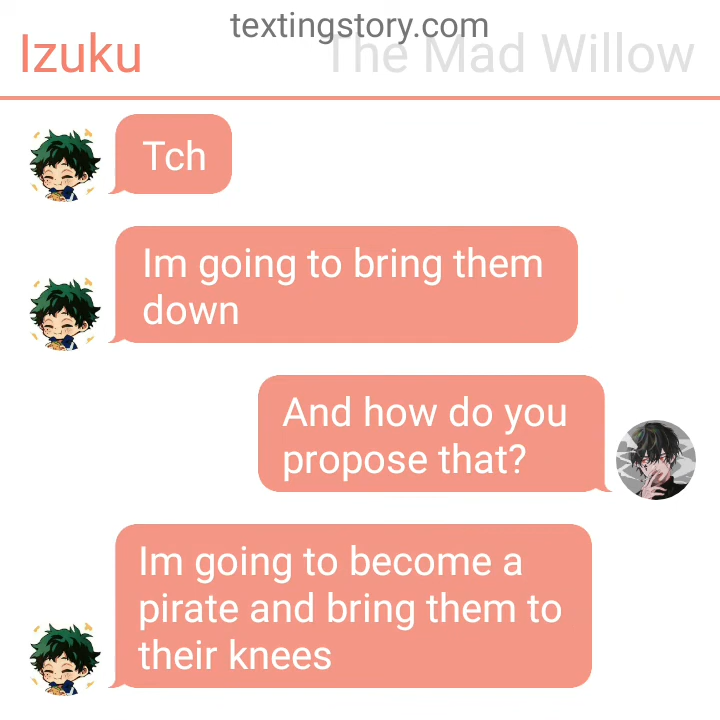 textingstory.com
Izuku
The Mad Willow
Tch
Im going to bring them
down
And how do you
propose that?
Im going to become a
pirate and bring them to
their knees